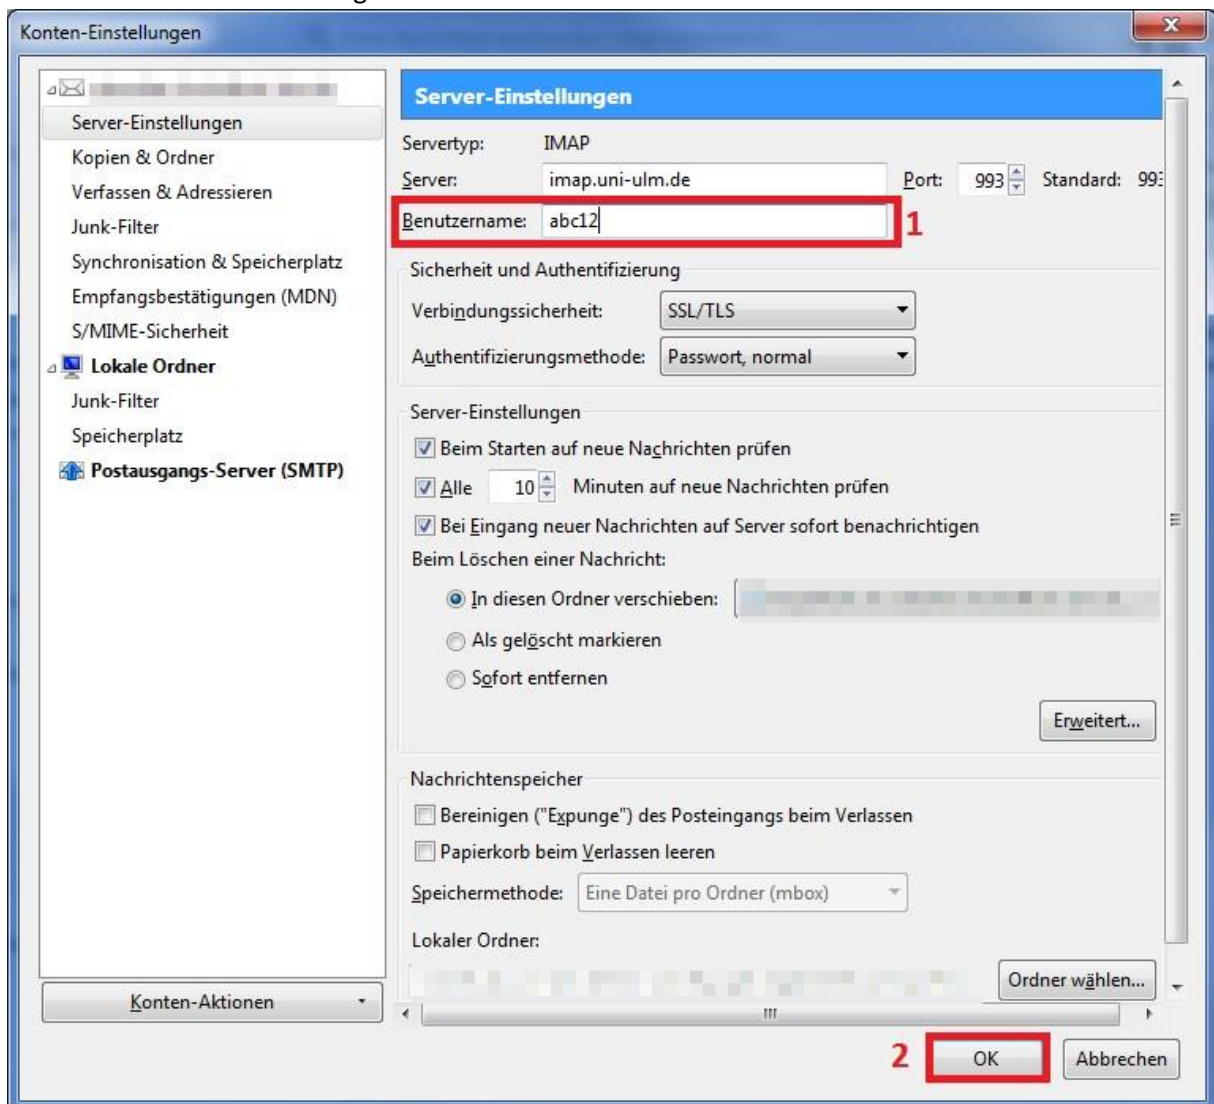 Konten-Einstellungen
Server-Einstellungen
Kopien & Ordner
Verfassen & Adressieren
Junk-Filter
Synchronisation & Speicherplatz
Empfangsbestätigungen (MDN)
S/MIME-Sicherheit
Lokale Ordner
Junk-Filter
Speicherplatz
Postausgangs-Server (SMTP)
Konten-Aktionen
Server-Einstellungen
Servertyp: IMAP
Server: imap.uni-ulm.de Port: 993 Standard: 993
Benutzername: abc12 1
Sicherheit und Authentifizierung
Verbindungssicherheit: SSL/TLS
Authentifizierungsmethode: Passwort, normal
Server-Einstellungen
Beim Starten auf neue Nachrichten prüfen
Alle 10 Minuten auf neue Nachrichten prüfen
Bei Eingang neuer Nachrichten auf Server sofort benachrichtigen
Beim Löschen einer Nachricht:
In diesen Ordner verschieben:
Als gelöscht markieren
Sofort entfernen
Erweitert...
Nachrichtenspeicher
Bereinigen ("Expunge") des Posteingangs beim Verlassen
Papierkorb beim Verlassen leeren
Speichermethode: Eine Datei pro Ordner (mbox)
Lokaler Ordner:
Ordner wählen...
2 OK Abbrechen